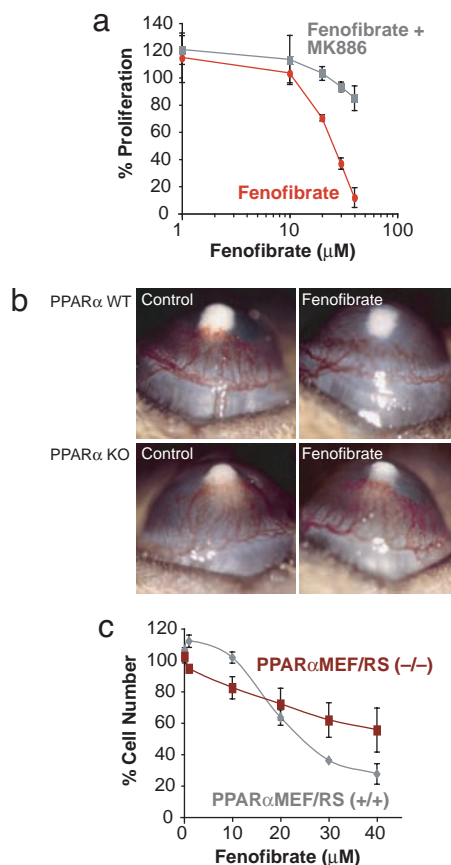 a
Fenofibrate +
MK886
140
120
100
80
60
40
20
0
% Proliferation
Fenofibrate
1
10
100
Fenofibrate (μM)
b
PPARα WT
Control
Fenofibrate
PPARα KO
Control
Fenofibrate
c
120
100
80
60
40
20
0
% Cell Number
PPARαMEF/RS (–/–)
PPARαMEF/RS (+/+)
0
10
20
30
40
Fenofibrate (μM)